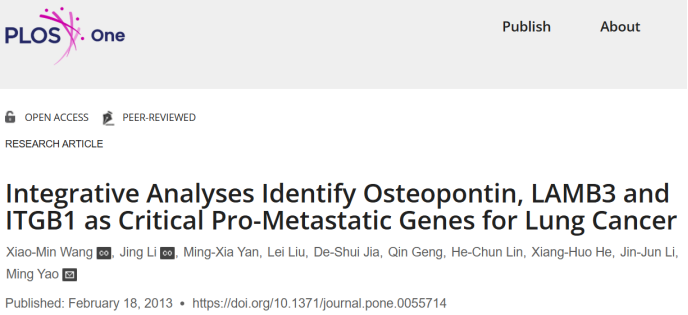 PLOS One
Publish About
OPEN ACCESS PEER-REVIEWED
RESEARCH ARTICLE
Integrative Analyses Identify Osteopontin, LAMB3 and
ITGB1 as Critical Pro-Metastatic Genes for Lung Cancer
Xiao-Min Wang co, Jing Li co, Ming-Xia Yan, Lei Liu, De-Shui Jia, Qin Geng, He-Chun Lin, Xiang-Huo He, Jin-Jun Li,
Ming Yao
Published: February 18, 2013 • https://doi.org/10.1371/journal.pone.0055714